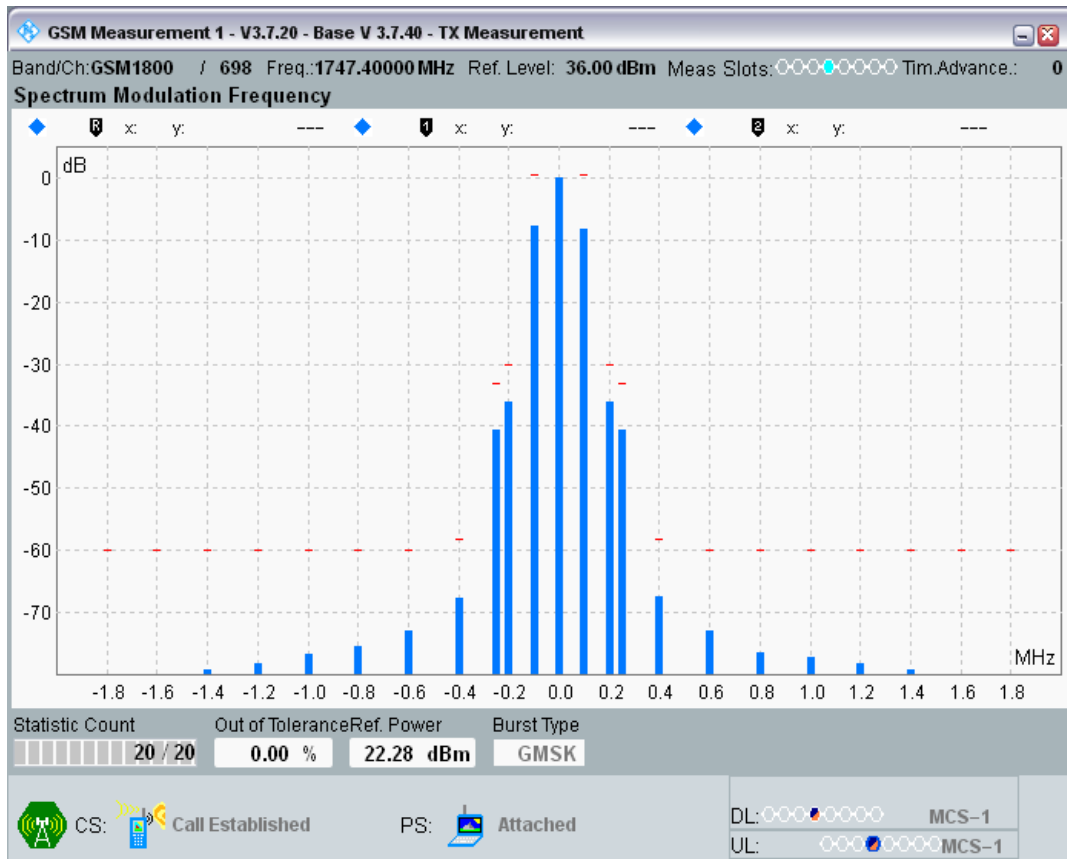 GSM Measurement 1 - V3.7.20 - Base V 3.7.40 - TX Measurement
Band/Ch:GSM1800 / 698 Freq.:1747.40000 MHz Ref. Level: 36.00 dBm Meas Slots: Tim.Advance.: 0
Spectrum Modulation Frequency
R x: y: --- 1 x: y: --- 2 x: y: ---
dB
0
-10
-20
-30
-40
-50
-60
-70
MHz
-1.8 -1.6 -1.4 -1.2 -1.0 -0.8 -0.6 -0.4 -0.2 0.0 0.2 0.4 0.6 0.8 1.0 1.2 1.4 1.6 1.8
Statistic Count Out of Tolerance Ref. Power Burst Type
20 / 20 0.00 % 22.28 dBm GMSK
CS: Call Established PS: Attached
DL: MCS-1
UL: MCS-1